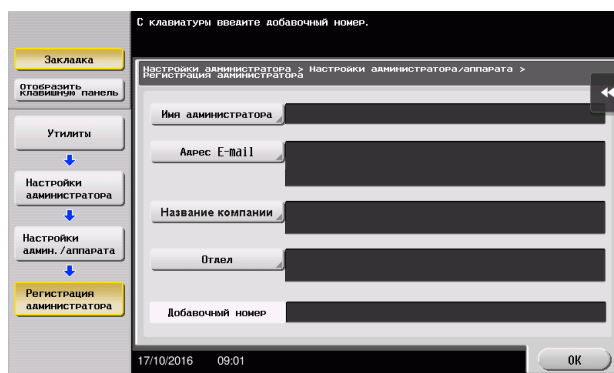 С клавиатуры введите добавочный номер.
Закладка
Отобразить
клавишную панель
Настройки администратора > Настройки администратора/аппарата >
Регистрация администратора
Утилиты
Настройки
администратора
Настройки
админ./аппарата
Регистрация
администратора
Имя администратора
Адрес E-mail
Название компании
Отдел
Добавочный номер
17/10/2016 09:01
OK